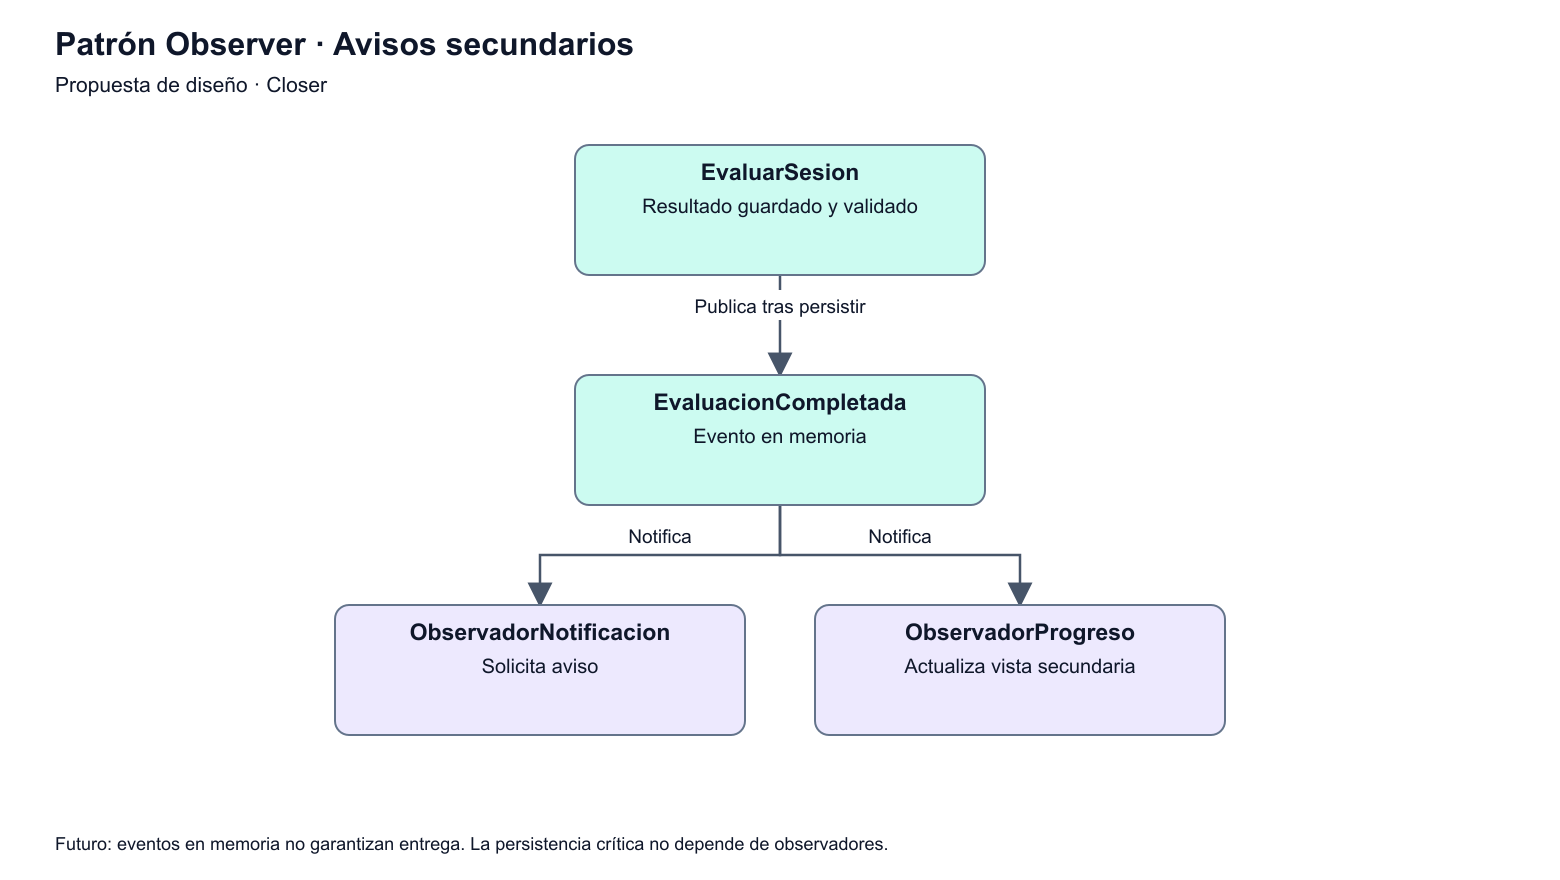 Patrón Observer · Avisos secundarios
Propuesta de diseño · Closer
EvaluarSesion
Resultado guardado y validado
Publica tras persistir
EvaluacionCompletada
Evento en memoria
Notifica
Notifica
ObservadorNotificacion
Solicita aviso
ObservadorProgreso
Actualiza vista secundaria
Futuro: eventos en memoria no garantizan entrega. La persistencia crítica no depende de observadores.